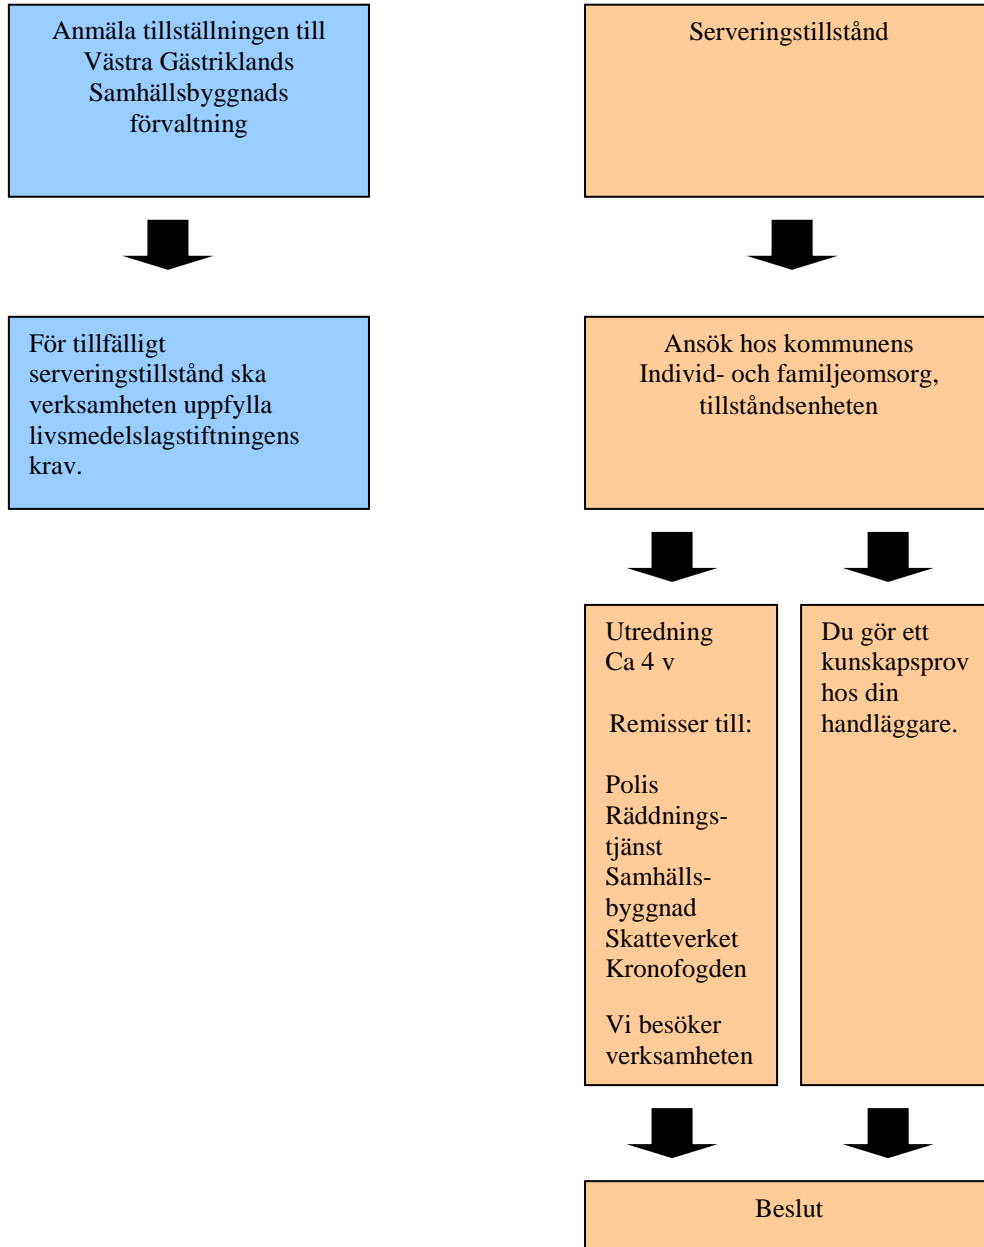 Anmäla tillställningen till
Västra Gästriklands
Samhällsbyggnads
förvaltning
Serveringstillstånd
För tillfälligt
serveringstillstånd ska
verksamheten uppfylla
livsmedelslagstiftningens
krav.
Ansök hos kommunens
Individ- och familjeomsorg,
tillståndsenheten
Utredning
Ca 4 v
Remisser till:
Polis
Räddnings-
tjänst
Samhälls-
byggnad
Skatteverket
Kronofogden
Vi besöker
verksamheten
Du gör ett
kunskapsprov
hos din
handläggare.
Beslut